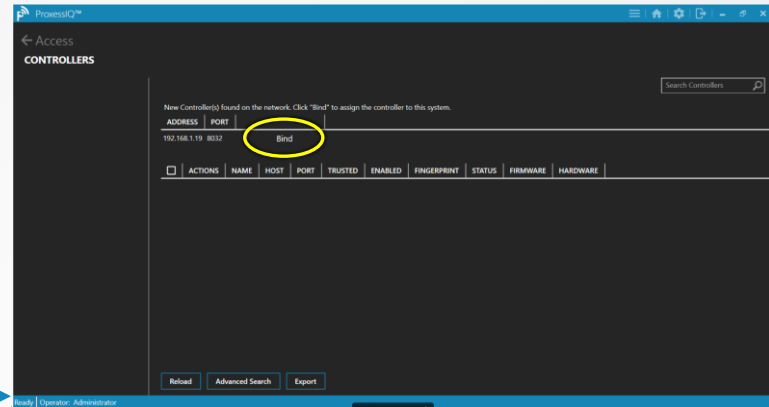 ProxessIQ™
Access
CONTROLLERS
Search Controllers
New Controller(s) found on the network. Click "Bind" to assign the controller to this system.
ADDRESS PORT
192.168.1.19 8032 Bind
ACTIONS NAME HOST PORT TRUSTED ENABLED FINGERPRINT STATUS FIRMWARE HARDWARE
Reload Advanced Search Export
Ready Operator: Administrator